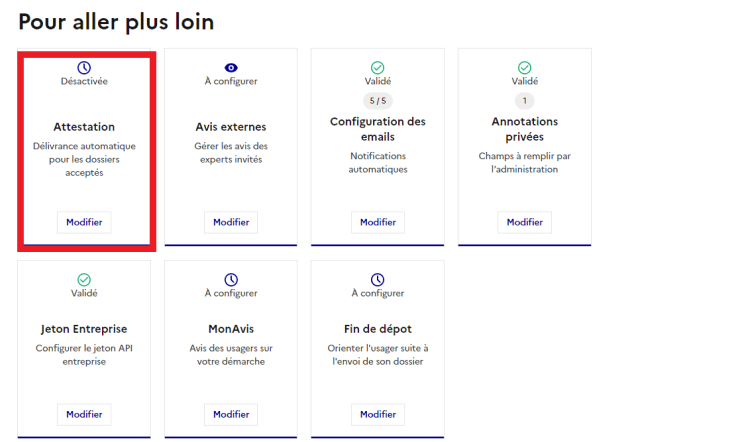 Pour aller plus loin
Désactivée
Attestation
Délivrance automatique
pour les dossiers
acceptés
Modifier
À configurer
Avis externes
Gérer les avis des
experts invités
Modifier
Validé
5 / 5
Configuration des
emails
Notifications
automatiques
Modifier
Validé
1
Annotations
privées
Champs à remplir par
l'administration
Modifier
Validé
Jeton Entreprise
Configurer le jeton API
entreprise
Modifier
À configurer
MonAvis
Avis des usagers sur
votre démarche
Modifier
À configurer
Fin de dépot
Orienter l'usager suite à
l'envoi de son dossier
Modifier